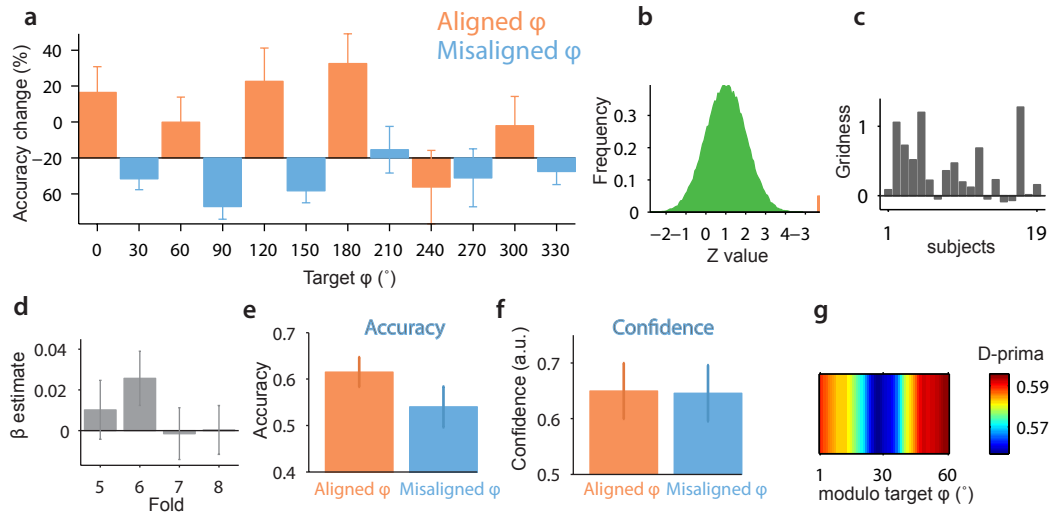 a
Aligned φ
Misaligned φ
Accuracy change (%)
40
20
0
−20
60
0 30 60 90 120 150 180 210 240 270 300 330
Target φ (˚)
b
Frequency
0.3
0.2
0.1
0
−2−1 0 1 2 3 4−3
Z value
c
Gridness
1
0
1 19
subjects
d
β estimate
0.04
0.02
0
5 6 7 8
Fold
e
Accuracy
Accuracy
0.7
0.6
0.5
0.4
Aligned φ Misaligned φ
f
Confidence
Confidence (a.u.)
0.7
0.6
0.5
Aligned φ Misaligned φ
g
D-prima
0.59
0.57
1 30 60
modulo target φ (˚)